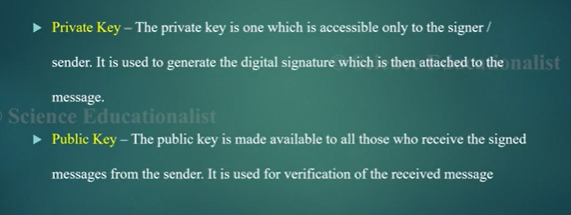 ▶ Private Key – The private key is one which is accessible only to the signer /
sender. It is used to generate the digital signature which is then attached to the
message.
Science Educationalist
▶ Public Key – The public key is made available to all those who receive the signed
messages from the sender. It is used for verification of the received message